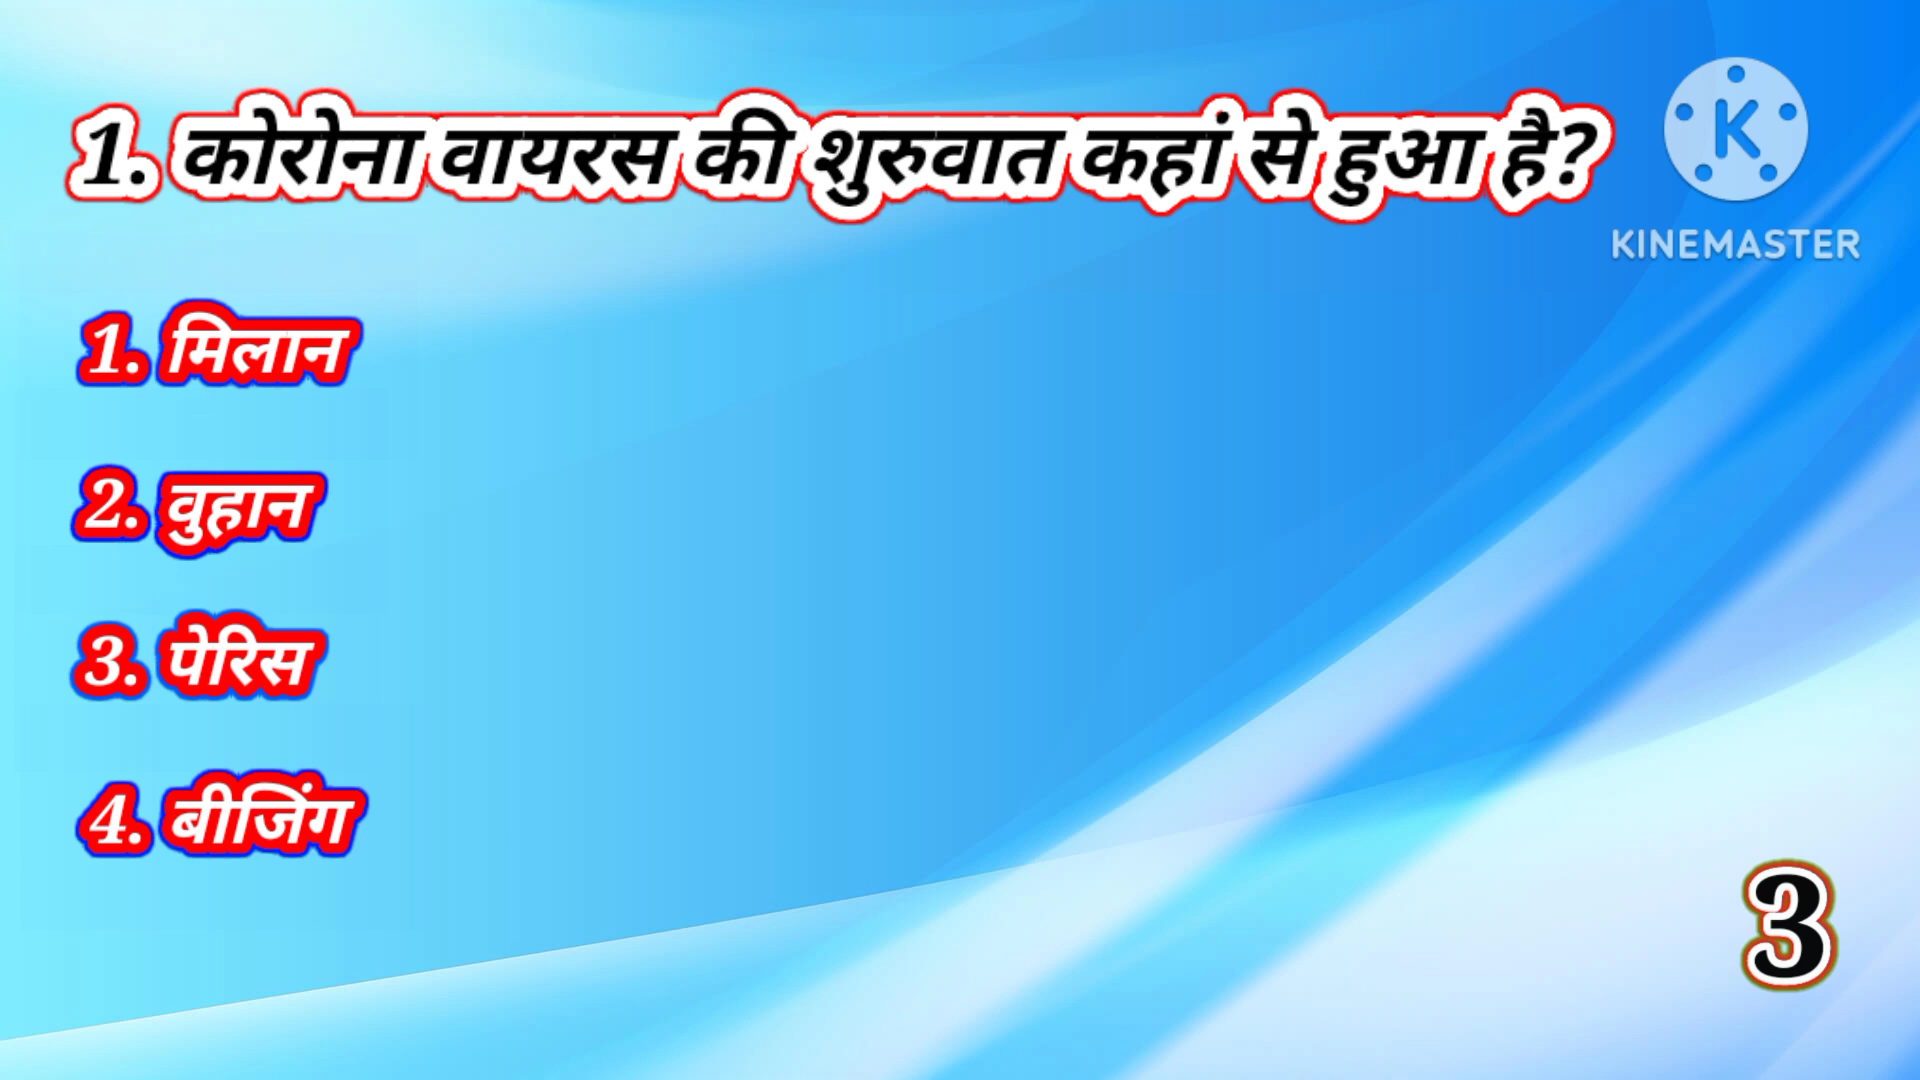 1. कोरोना वायरस की शुरुवात कहां से हुआ है?
K
KINEMASTER
1. मिलान
2. वुहान
3. पेरिस
4. बीजिंग
3